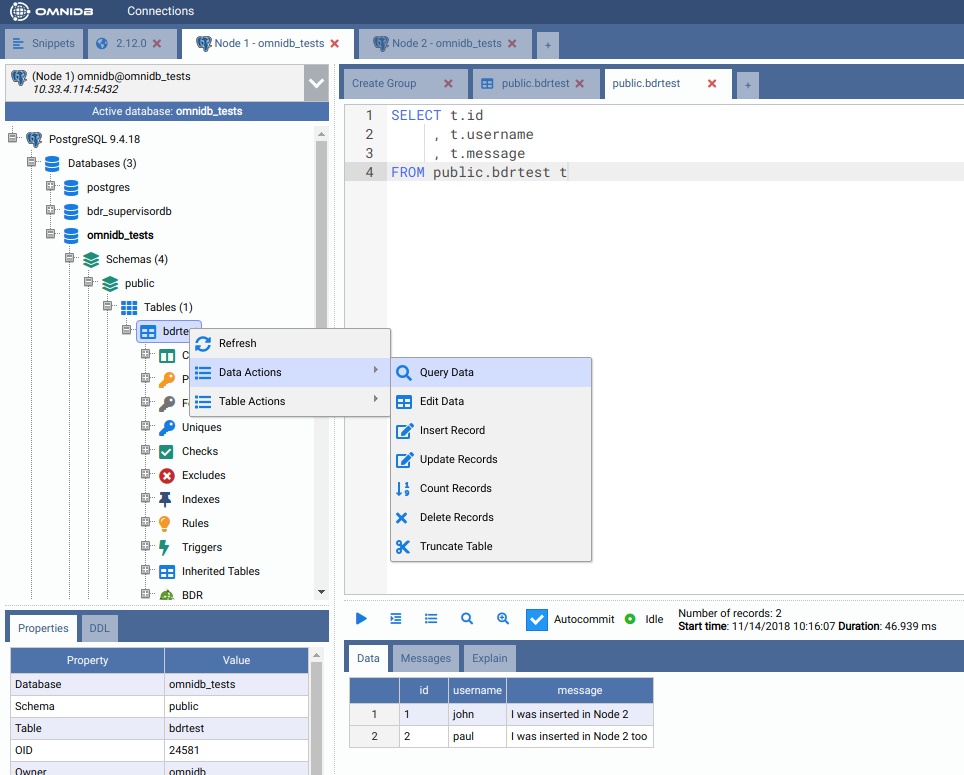 OMNIDB Connections
Snippets 2.12.0 Node 1 - omnidb_tests Node 2 - omnidb_tests +
(Node 1) omnidb@omnidb_tests
10.33.4.114:5432
Active database: omnidb_tests
PostgreSQL 9.4.18
Databases (3)
postgres
bdr_supervisordb
omnidb_tests
Schemas (4)
public
Tables (1)
bdrte
C
P
F
Uniques
Checks
Excludes
Indexes
Rules
Triggers
Inherited Tables
BDR
Refresh
Data Actions
Table Actions
Query Data
Edit Data
Insert Record
Update Records
Count Records
Delete Records
Truncate Table
Create Group public.bdrtest public.bdrtest +
1 SELECT t.id
2 , t.username
3 , t.message
4 FROM public.bdrtest t
Autocommit Idle
Number of records: 2
Start time: 11/14/2018 10:16:07 Duration: 46.939 ms
Properties DDL
Property Value
Database omnidb_tests
Schema public
Table bdrtest
OID 24581
Owner omnidb
Data Messages Explain
id username message
1 1 john I was inserted in Node 2
2 2 paul I was inserted in Node 2 too